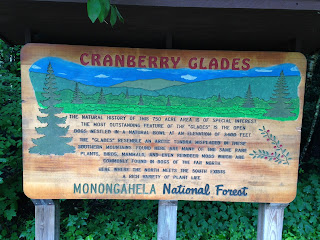 CRANBERRY GLADES
THE NATURAL HISTORY OF THIS 750 ACRE AREA IS OF SPECIAL INTEREST
THE MOST OUTSTANDING FEATURE OF THE "GLADES" IS THE OPEN
BOGS NESTLED IN A NATURAL BOWL AT AN ELEVATION OF 3400 FEET
THE "GLADES" RESEMBLE AN ARCTIC TUNDRA MISPLACED IN THESE
SOUTHERN MOUNTAINS. FOUND HERE ARE MANY OF THE SAME RARE
PLANTS, BIRDS, MAMMALS, AND EVEN HUNDRED MOSS WHICH ARE
COMMONLY FOUND IN BOGS OF THE FAR NORTH
HERE WHERE THE NORTH MEETS THE SOUTH EXISTS
A RICH VARIETY OF PLANT LIFE
MONONGAHELA National Forest